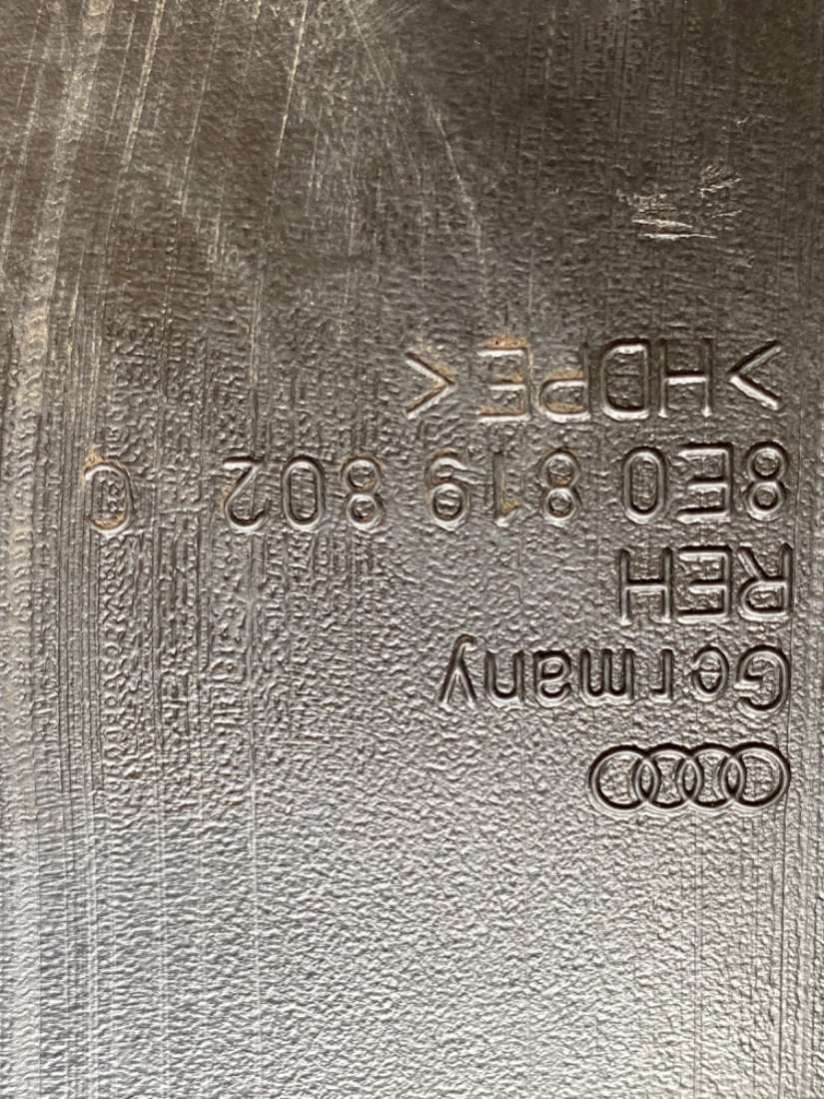 Germany
REH
8E0 819 802 C
>HDPE<